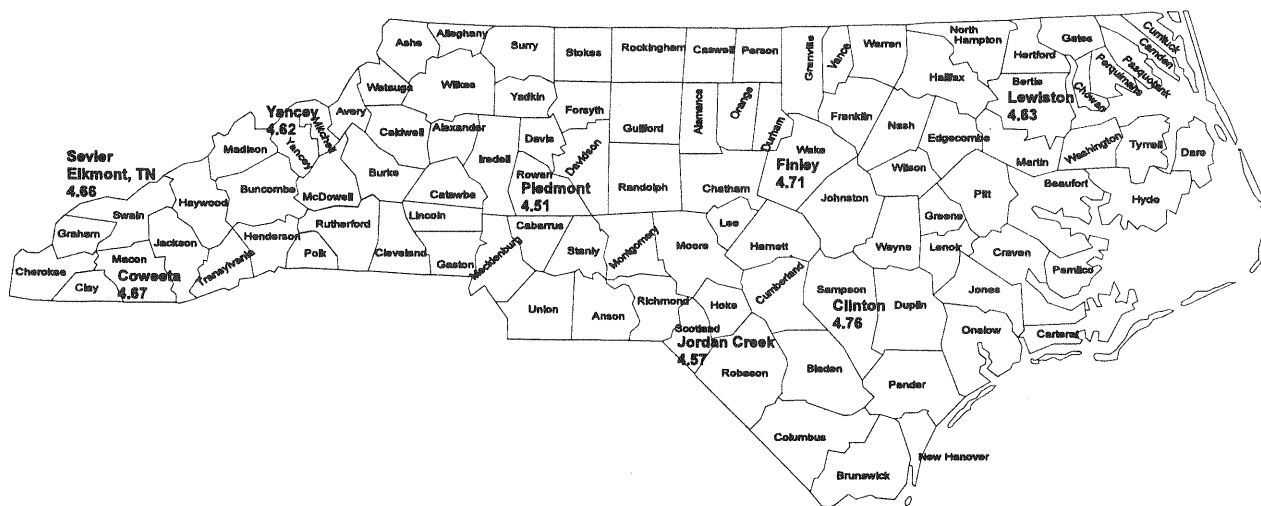 Ashe
Alleghany
Surry
Stokes
Rockingham
Caswell
Person
Granville
Vance
Warren
North
Hampton
Hertford
Gates
Currituck
Camden
Pasquotank
Perquimans
Chowan
Watauga
Wilkes
Yadkin
Forsyth
Guilford
Alamance
Orange
Durham
Franklin
Halifax
Bertie
Lewiston
4.63
Yancey
4.62
Mitchell
Yancey
Avery
Caldwell
Alexander
Iredell
Davie
Davidson
Rowan
Piedmont
4.51
Randolph
Chatham
Wake
Finley
4.71
Nash
Edgecombe
Wilson
Martin
Washington
Tyrrell
Dare
Sevier
Elkmont, TN
4.66
Madison
Buncombe
McDowell
Burke
Catawba
Haywood
Swain
Graham
Jackson
Macon
Coweeta
4.67
Cherokee
Clay
Transylvania
Henderson
Polk
Rutherford
Cleveland
Lincoln
Gaston
Mecklenburg
Cabarrus
Stanly
Montgomery
Moore
Lee
Harnett
Johnston
Greene
Pitt
Beaufort
Hyde
Wayne
Lenoir
Craven
Pamlico
Union
Anson
Richmond
Scotland
Jordan Creek
4.57
Hoke
Cumberland
Sampson
Clinton
4.76
Duplin
Jones
Onslow
Carteret
Robeson
Bladen
Pender
Columbus
Brunswick
New Hanover